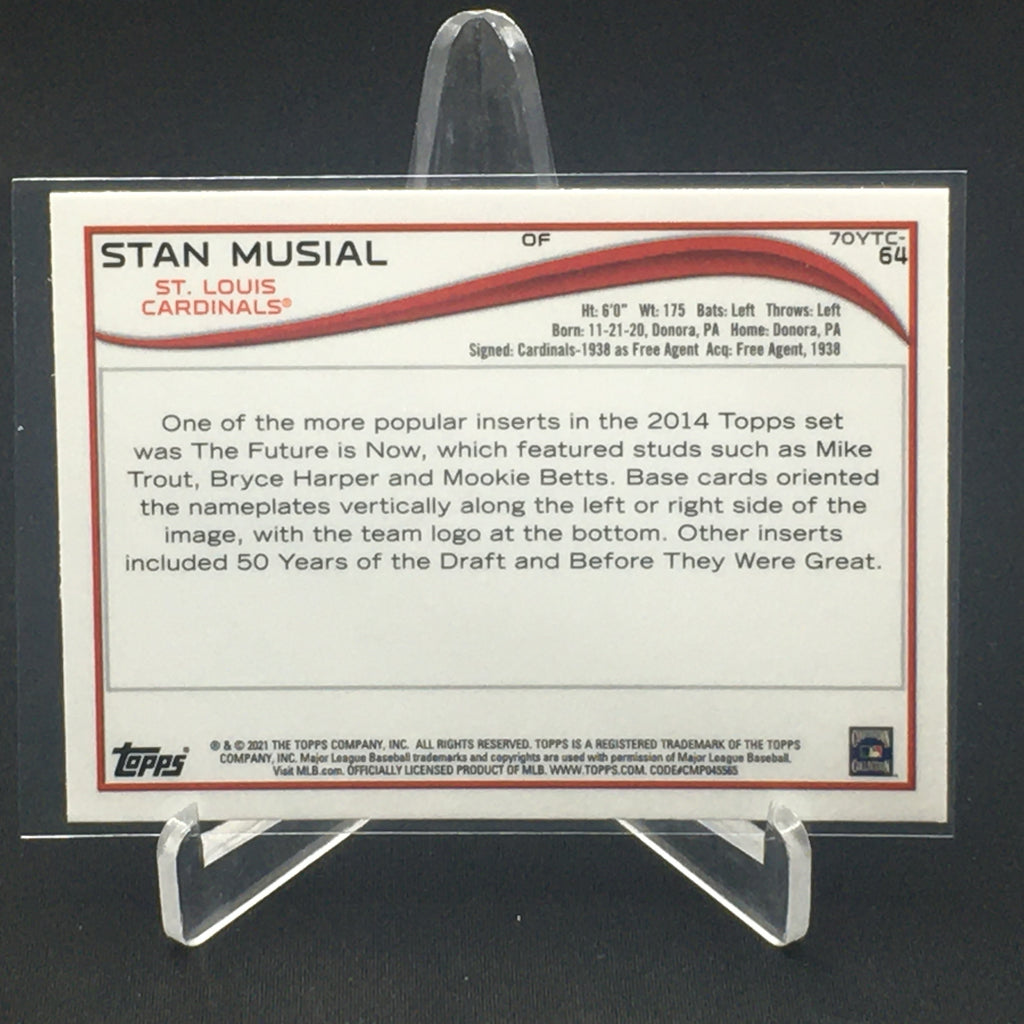 STAN MUSIAL
OF
70YTC-
64
ST. LOUIS
CARDINALS®
Ht: 6'0" Wt: 175 Bats: Left Throws: Left
Born: 11-21-20, Donora, PA Home: Donora, PA
Signed: Cardinals-1938 as Free Agent Acq: Free Agent, 1938
One of the more popular inserts in the 2014 Topps set
was The Future is Now, which featured studs such as Mike
Trout, Bryce Harper and Mookie Betts. Base cards oriented
the nameplates vertically along the left or right side of the
image, with the team logo at the bottom. Other inserts
included 50 Years of the Draft and Before They Were Great.
Topps®
® & © 2021 THE TOPPS COMPANY, INC. ALL RIGHTS RESERVED. TOPPS IS A REGISTERED TRADEMARK OF THE TOPPS
COMPANY, INC. Major League Baseball trademarks and copyrights are used with permission of Major League Baseball.
Visit MLB.com. OFFICIALLY LICENSED PRODUCT OF MLB. WWW.TOPPS.COM. CODE#CMP045565
COOPERSTOWN
COLLECTION